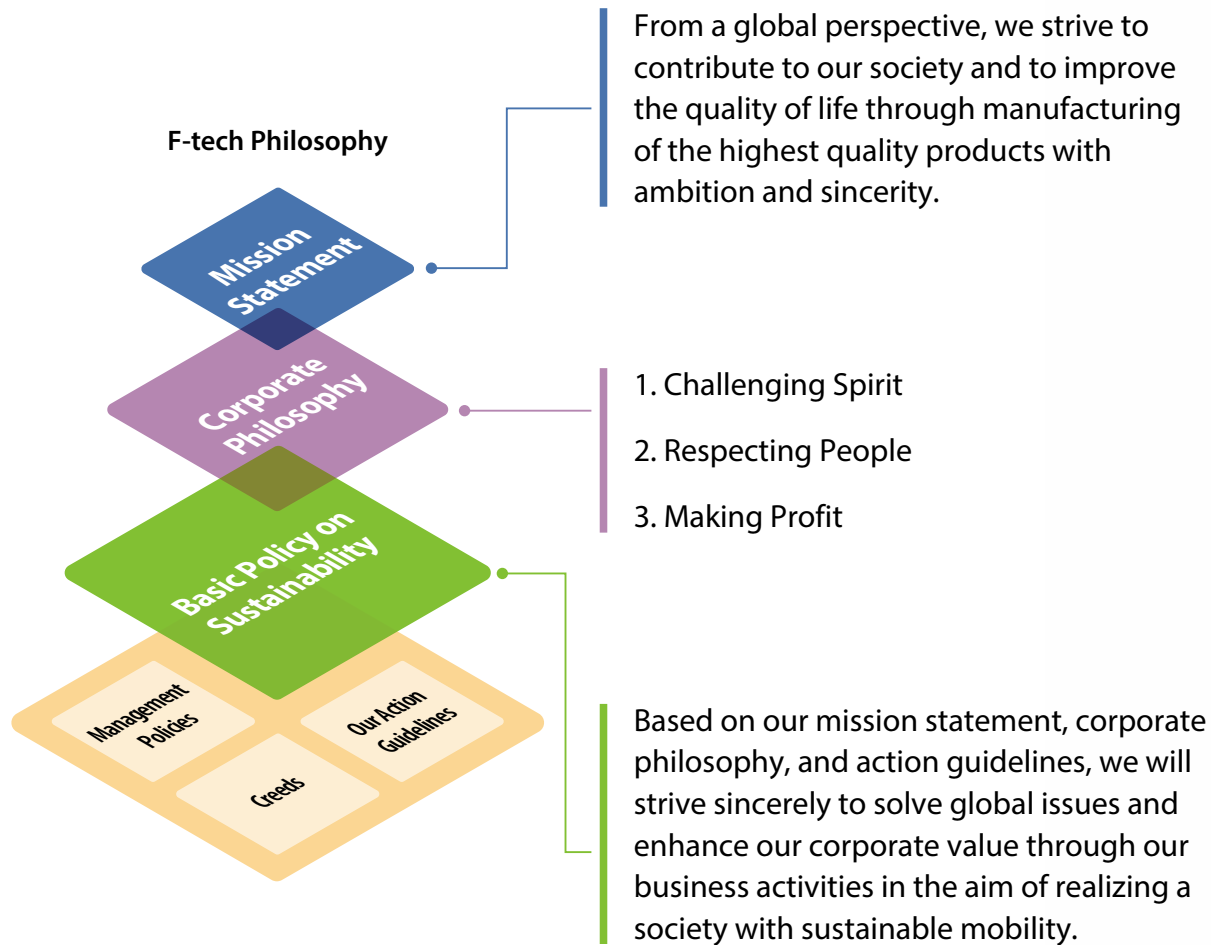 F-tech Philosophy
Mission
Statement
From a global perspective, we strive to
contribute to our society and to improve
the quality of life through manufacturing
of the highest quality products with
ambition and sincerity.
Corporate
Philosophy
1. Challenging Spirit
2. Respecting People
3. Making Profit
Basic Policy on
Sustainability
Based on our mission statement, corporate
philosophy, and action guidelines, we will
strive sincerely to solve global issues and
enhance our corporate value through our
business activities in the aim of realizing a
society with sustainable mobility.
Management
Policies
Our Action
Guidelines
Creeds